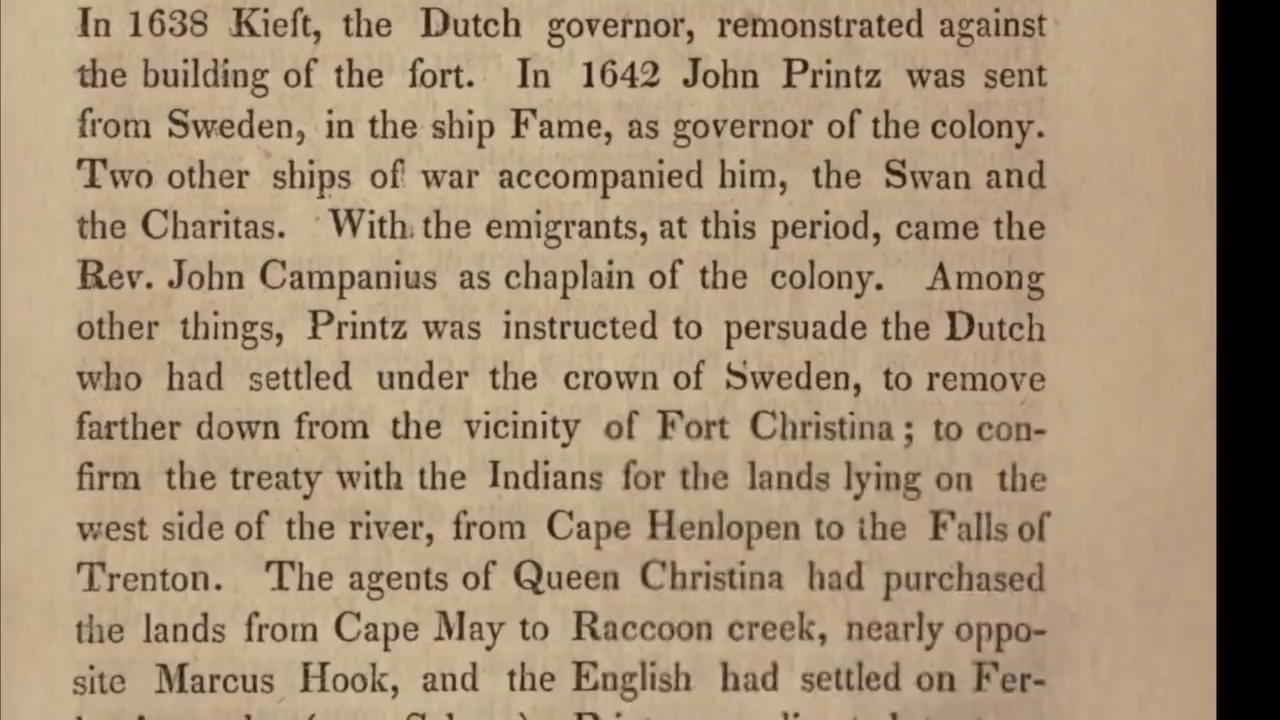 In 1638 Kieft, the Dutch governor, remonstrated against
the building of the fort. In 1642 John Printz was sent
from Sweden, in the ship Fame, as governor of the colony.
Two other ships of war accompanied him, the Swan and
the Charitas. With the emigrants, at this period, came the
Rev. John Campanius as chaplain of the colony. Among
other things, Printz was instructed to persuade the Dutch
who had settled under the crown of Sweden, to remove
farther down from the vicinity of Fort Christina; to con-
firm the treaty with the Indians for the lands lying on the
west side of the river, from Cape Henlopen to the Falls of
Trenton. The agents of Queen Christina had purchased
the lands from Cape May to Raccoon creek, nearly oppo-
site Marcus Hook, and the English had settled on Fer-